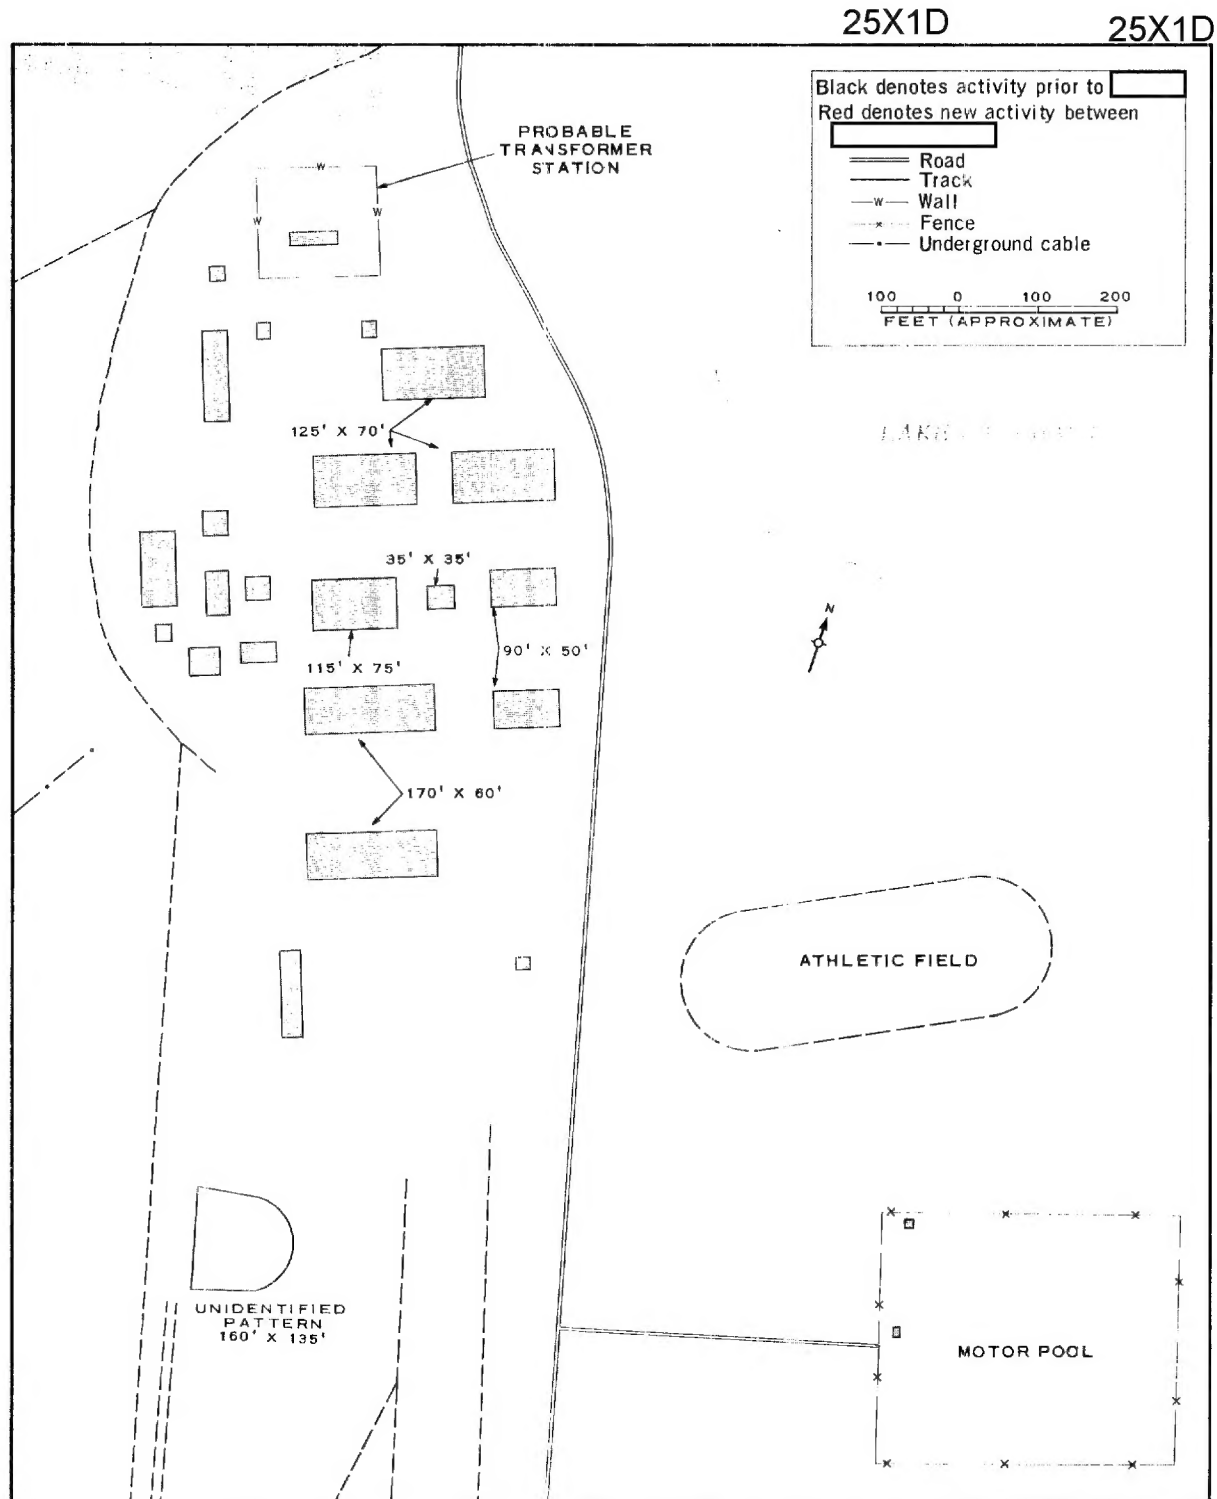 25X1D
25X1D
Black denotes activity prior to
Red denotes new activity between
Road
Track
W Wall
x Fence
Underground cable
100 0 100 200
FEET (APPROXIMATE)
PROBABLE
TRANSFORMER
STATION
W
W
W
125' X 70'
35' X 35'
N
90' X 50'
115' X 75'
170' X 60'
ATHLETIC FIELD
UNIDENTIFIED
PATTERN
160' X 135'
MOTOR POOL